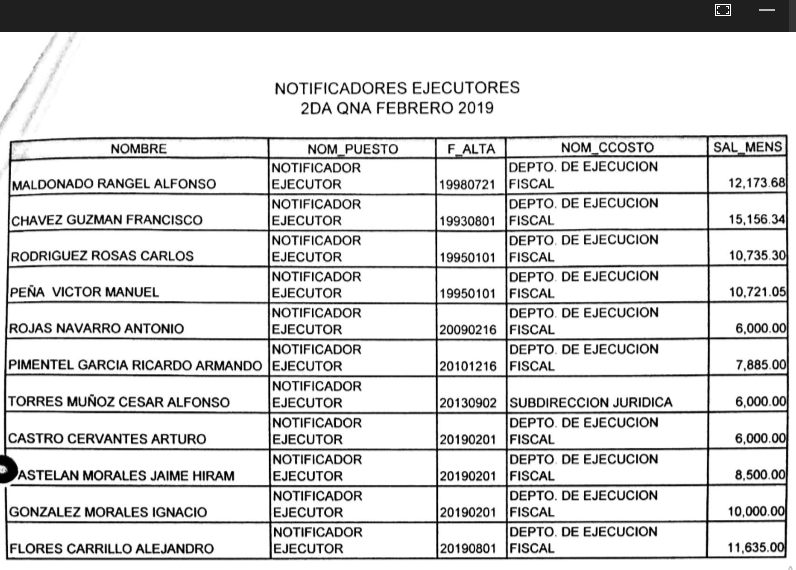 NOTIFICADORES EJECUTORES
2DA QNA FEBRERO 2019
NOMBRE NOM_PUESTO F_ALTA NOM_CCOSTO SAL_MENS
MALDONADO RANGEL ALFONSO NOTIFICADOR EJECUTOR 19980721 DEPTO. DE EJECUCION FISCAL 12,173.68
CHAVEZ GUZMAN FRANCISCO NOTIFICADOR EJECUTOR 19930801 DEPTO. DE EJECUCION FISCAL 15,156.34
RODRIGUEZ ROSAS CARLOS NOTIFICADOR EJECUTOR 19950101 DEPTO. DE EJECUCION FISCAL 10,735.30
PEÑA VICTOR MANUEL NOTIFICADOR EJECUTOR 19950101 DEPTO. DE EJECUCION FISCAL 10,721.05
ROJAS NAVARRO ANTONIO NOTIFICADOR EJECUTOR 20090216 DEPTO. DE EJECUCION FISCAL 6,000.00
PIMENTEL GARCIA RICARDO ARMANDO NOTIFICADOR EJECUTOR 20101216 DEPTO. DE EJECUCION FISCAL 7,885.00
TORRES MUÑOZ CESAR ALFONSO NOTIFICADOR EJECUTOR 20130902 SUBDIRECCION JURIDICA 6,000.00
CASTRO CERVANTES ARTURO NOTIFICADOR EJECUTOR 20190201 DEPTO. DE EJECUCION FISCAL 6,000.00
ASTELAN MORALES JAIME HIRAM NOTIFICADOR EJECUTOR 20190201 DEPTO. DE EJECUCION FISCAL 8,500.00
GONZALEZ MORALES IGNACIO NOTIFICADOR EJECUTOR 20190201 DEPTO. DE EJECUCION FISCAL 10,000.00
FLORES CARRILLO ALEJANDRO NOTIFICADOR EJECUTOR 20190801 DEPTO. DE EJECUCION FISCAL 11,635.00